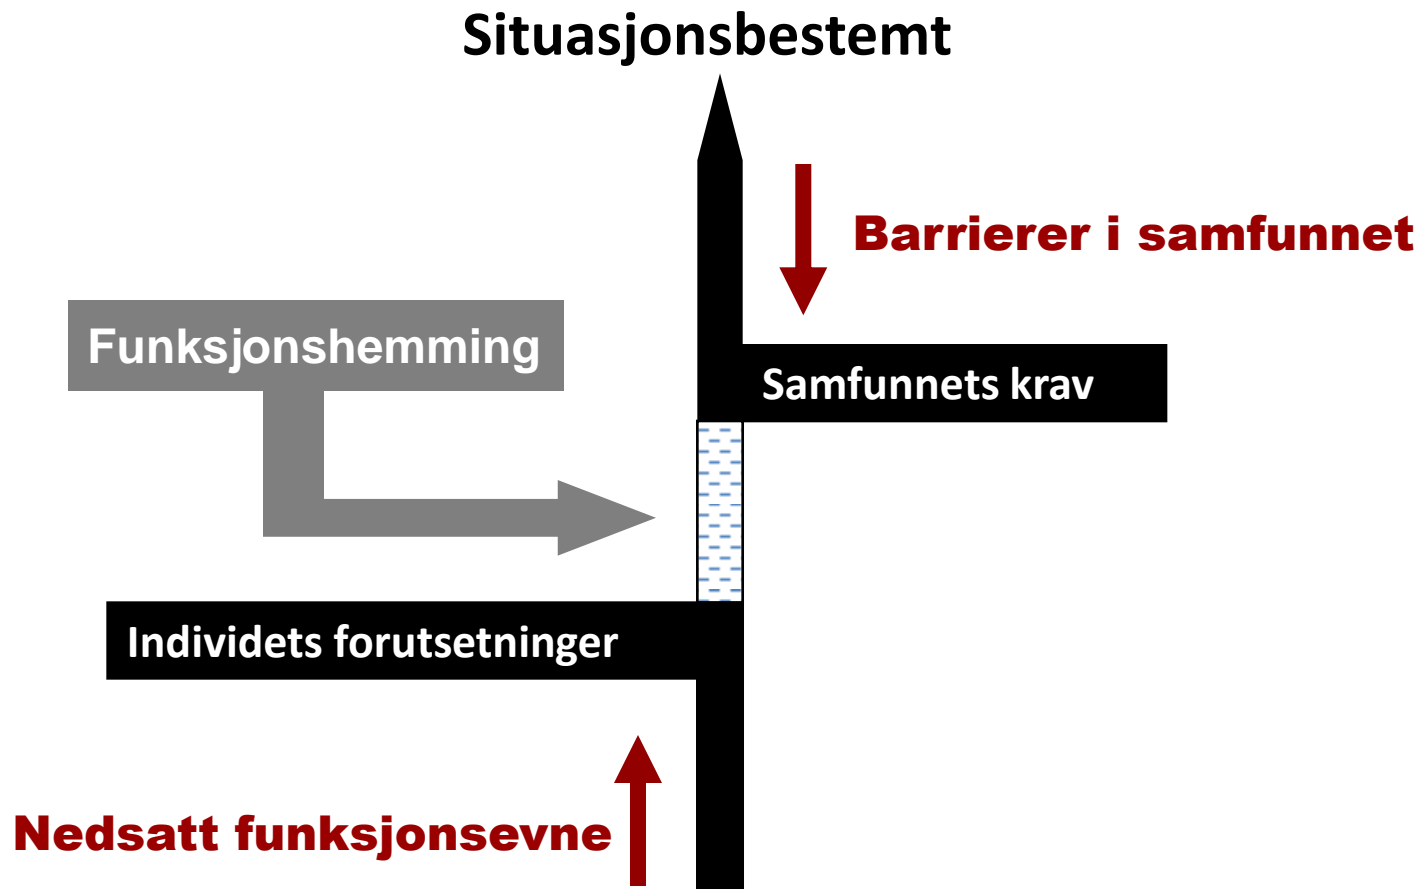 Situasjonsbestemt
Barrierer i samfunnet
Funksjonshemming
Samfunnets krav
Individets forutsetninger
Nedsatt funksjonsevne